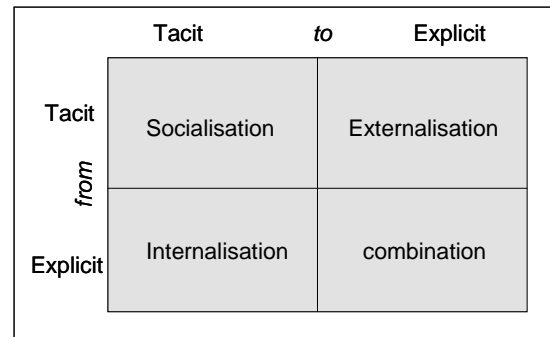 Tacit to Explicit
Tacit
Socialisation Externalisation
from
Internalisation combination
Explicit